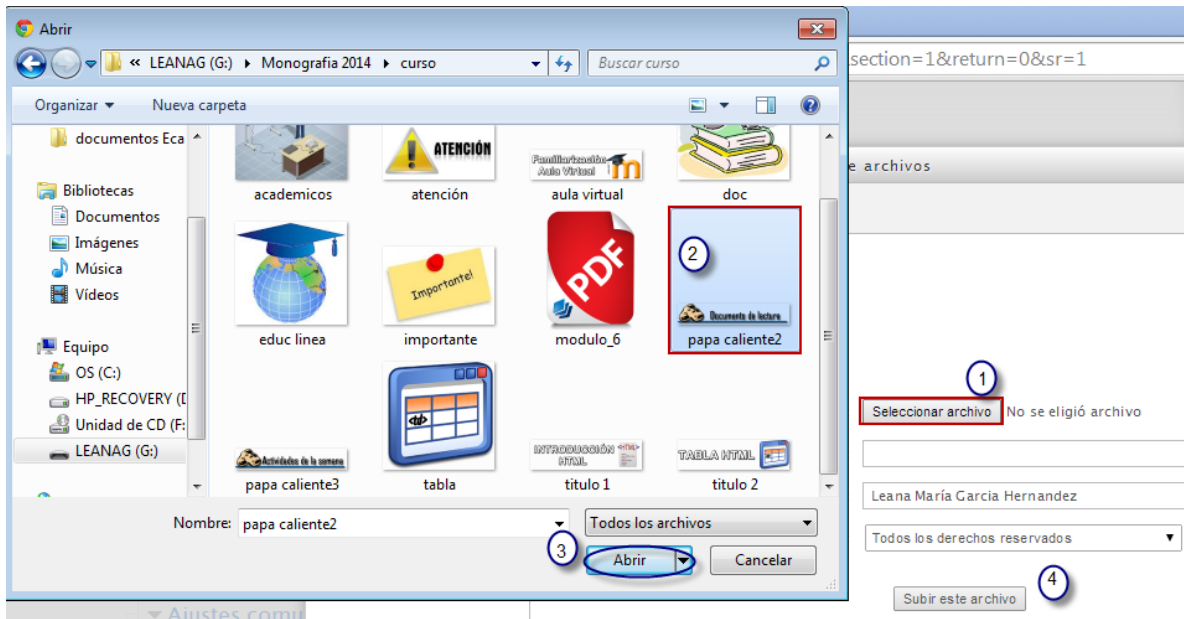 Abrir
« LEANAG (G:) ▸ Monografia 2014 ▸ curso
Buscar curso
section=1&return=0&sr=1
Organizar
Nueva carpeta
e archivos
documentos Eca
Bibliotecas
Documentos
Imágenes
Música
Vídeos
Equipo
OS (C:)
HP_RECOVERY (D
Unidad de CD (F:
LEANAG (G:)
ATENCIÓN
Familiarización
Aula Virtual
academicos
atención
aula virtual
doc
Importante!
PDF
2
Documento de lectura
educ linea
importante
modulo_6
papa caliente2
Actividades de la semana
INTRODUCCIÓN
HTML
TABLA HTML
papa caliente3
tabla
titulo 1
titulo 2
Nombre:
papa caliente2
Todos los archivos
3
Abrir
Cancelar
1
Seleccionar archivo
No se eligió archivo
Leana María Garcia Hernandez
Todos los derechos reservados
4
Subir este archivo
Ajustes comu